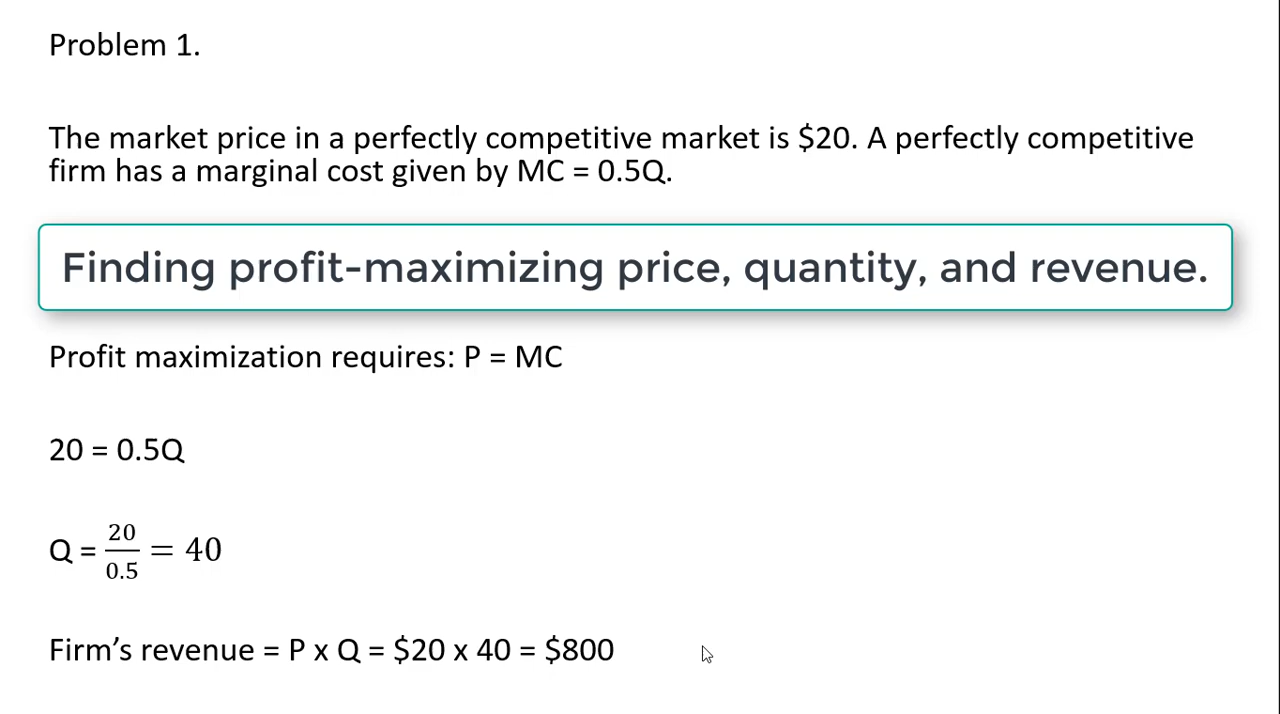 Problem 1.
The market price in a perfectly competitive market is $20. A perfectly competitive
firm has a marginal cost given by MC = 0.5Q.
Finding profit-maximizing price, quantity, and revenue.
Profit maximization requires: P = MC
20 = 0.5Q
Q = 20/0.5 = 40
Firm’s revenue = P x Q = $20 x 40 = $800